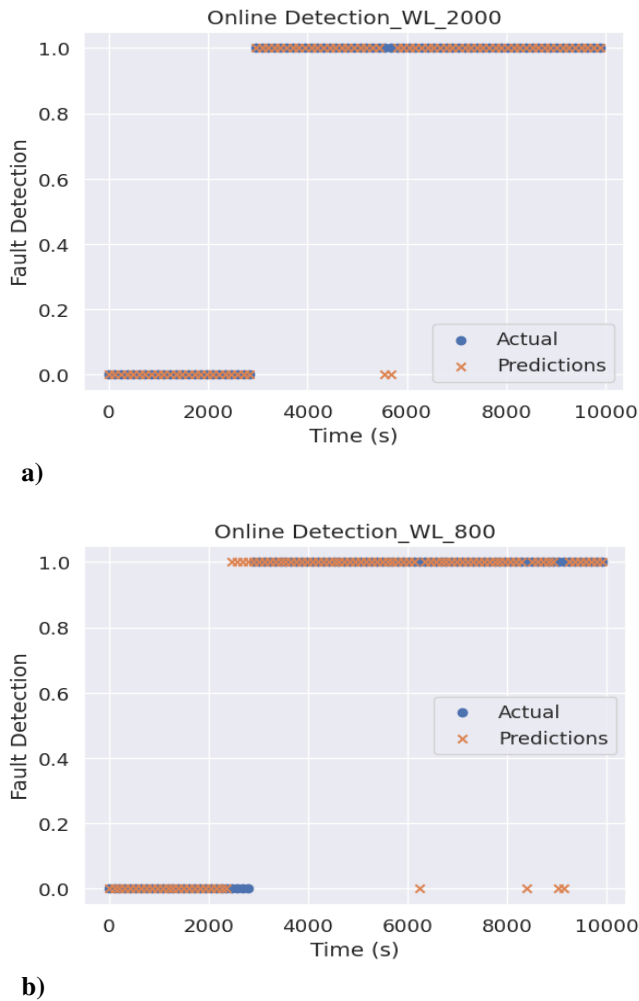 Online Detection_WL_2000
1.0
0.8
0.6
0.4
0.2
0.0
Fault Detection
Actual
Predictions
0 2000 4000 6000 8000 10000
Time (s)
a)
Online Detection_WL_800
1.0
0.8
0.6
0.4
0.2
0.0
Fault Detection
Actual
Predictions
0 2000 4000 6000 8000 10000
Time (s)
b)